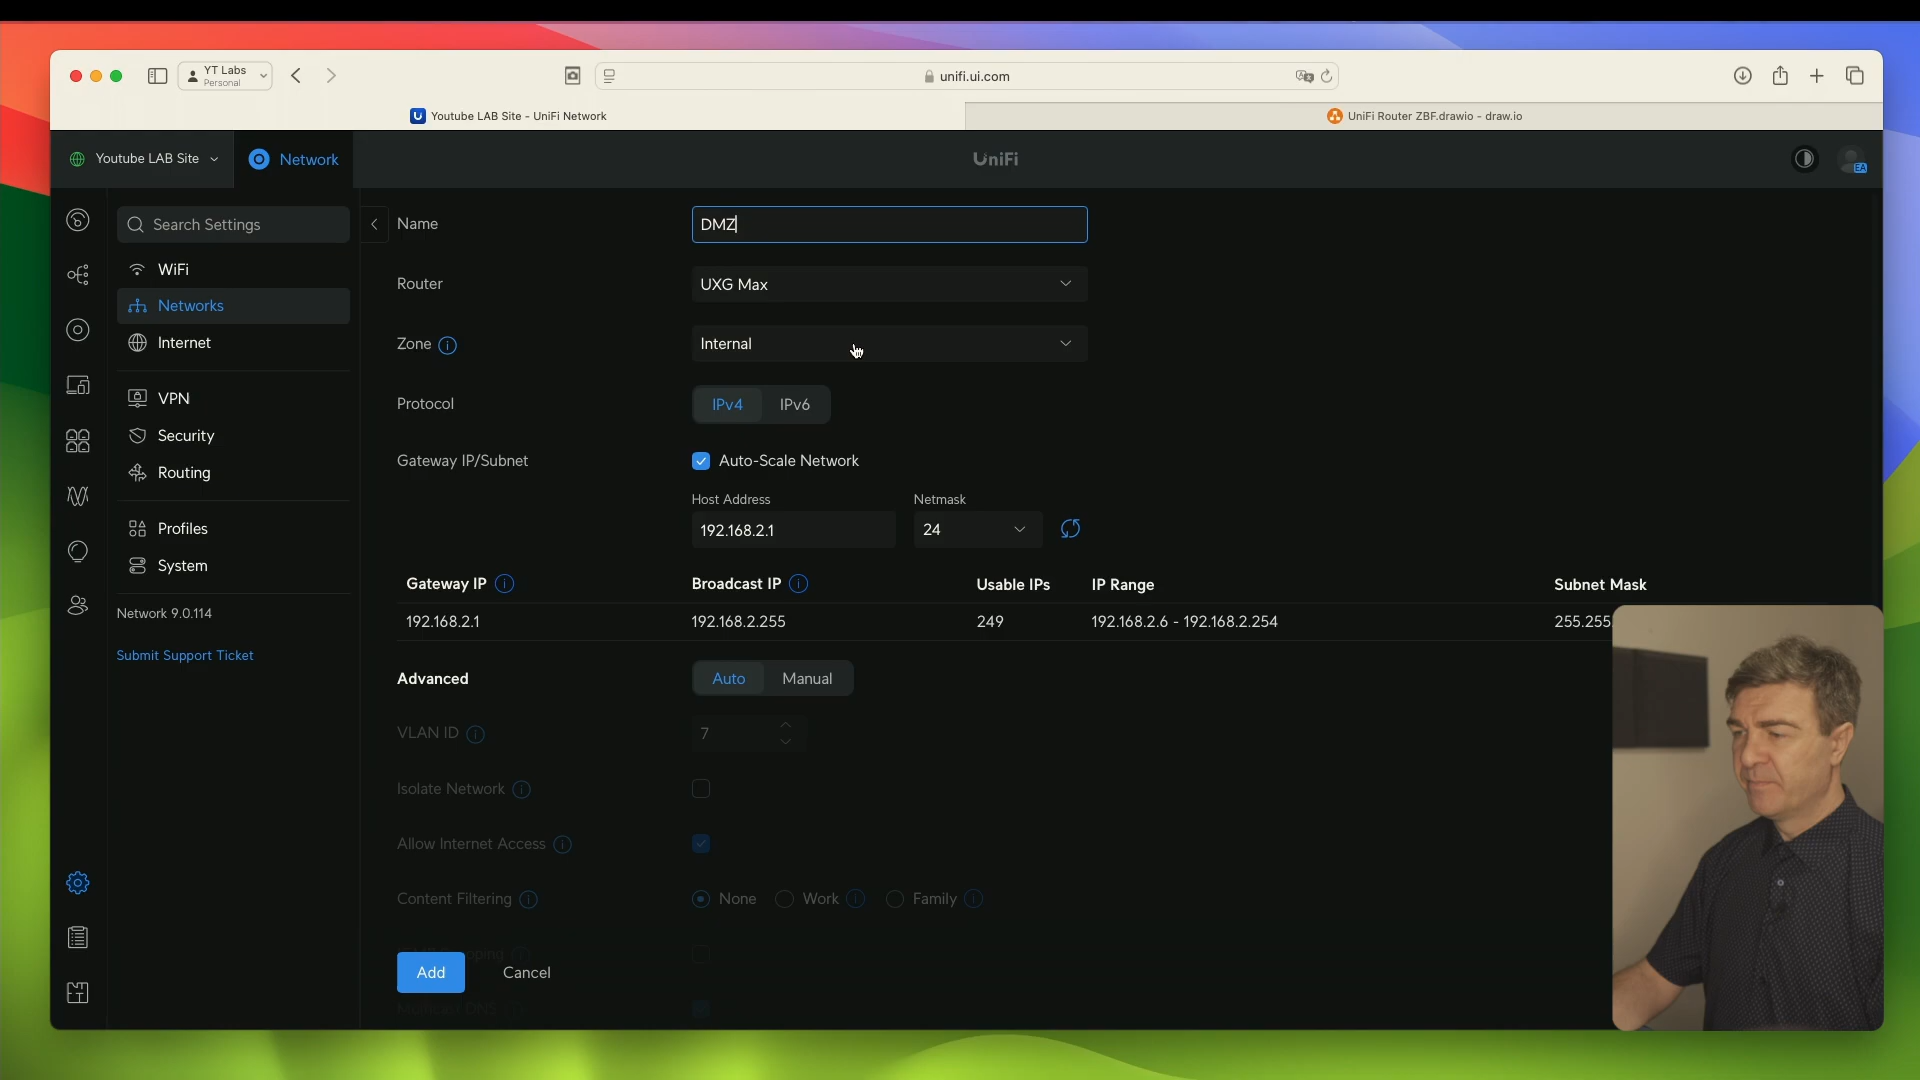 YT Labs
Personal
unifi.ui.com
Youtube LAB Site - UniFi Network
UniFi Router ZBF.drawio - draw.io
Youtube LAB Site
Network
UniFi
EA
Search Settings
WiFi
Networks
Internet
VPN
Security
Routing
Profiles
System
Network 9.0.114
Submit Support Ticket
Name
DMZ
Router
UXG Max
Zone
Internal
Protocol
IPv4 IPv6
Gateway IP/Subnet
Auto-Scale Network
Host Address Netmask
192.168.2.1 24
Gateway IP Broadcast IP Usable IPs IP Range Subnet Mask
192.168.2.1 192.168.2.255 249 192.168.2.6 - 192.168.2.254 255.255.
Advanced
Auto Manual
VLAN ID
7
Isolate Network
Allow Internet Access
Content Filtering
None Work Family
Add Cancel